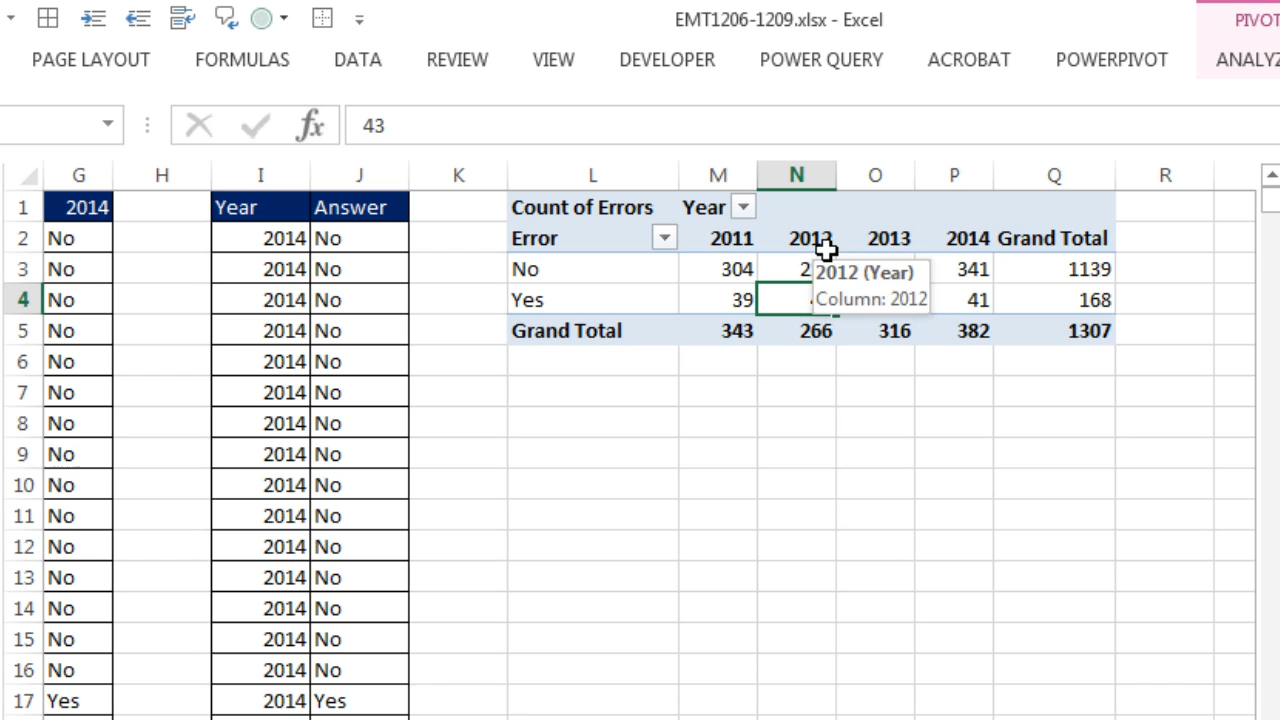 EMT1206-1209.xlsx - Excel
PIVOT
PAGE LAYOUT FORMULAS DATA REVIEW VIEW DEVELOPER POWER QUERY ACROBAT POWERPIVOT ANALYZ
fx 43
G H I J K L M N O P Q R
1 2014 Year Answer Count of Errors Year
2 No 2014 No Error 2011 2012 2013 2014 Grand Total
3 No 2014 No No 304 2 341 1139
2012 (Year)
4 No 2014 No Yes 39 41 168
Column: 2012
5 No 2014 No Grand Total 343 266 316 382 1307
6 No 2014 No
7 No 2014 No
8 No 2014 No
9 No 2014 No
10 No 2014 No
11 No 2014 No
12 No 2014 No
13 No 2014 No
14 No 2014 No
15 No 2014 No
16 No 2014 No
17 Yes 2014 Yes